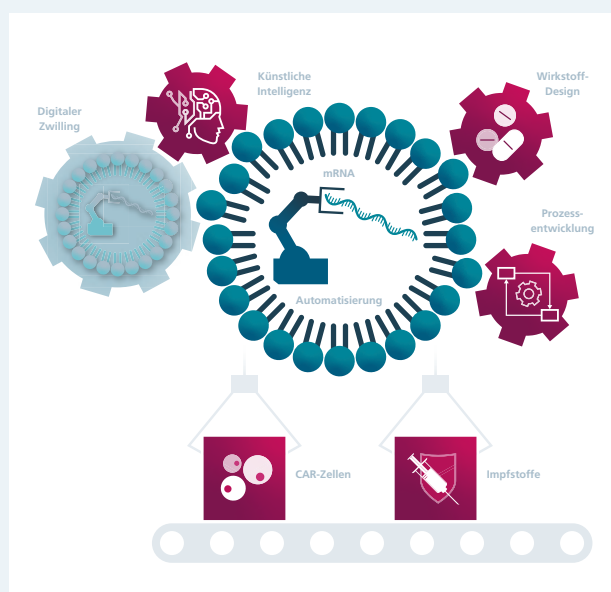 Künstliche
Intelligenz
Wirkstoff-
Design
Digitaler
Zwilling
mRNA
Prozess-
entwicklung
Automatisierung
CAR-Zellen
Impfstoffe